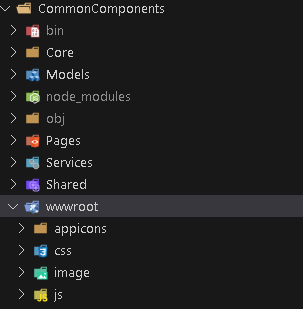 CommonComponents
bin
Core
Models
node_modules
obj
Pages
Services
Shared
wwwroot
appicons
css
image
js